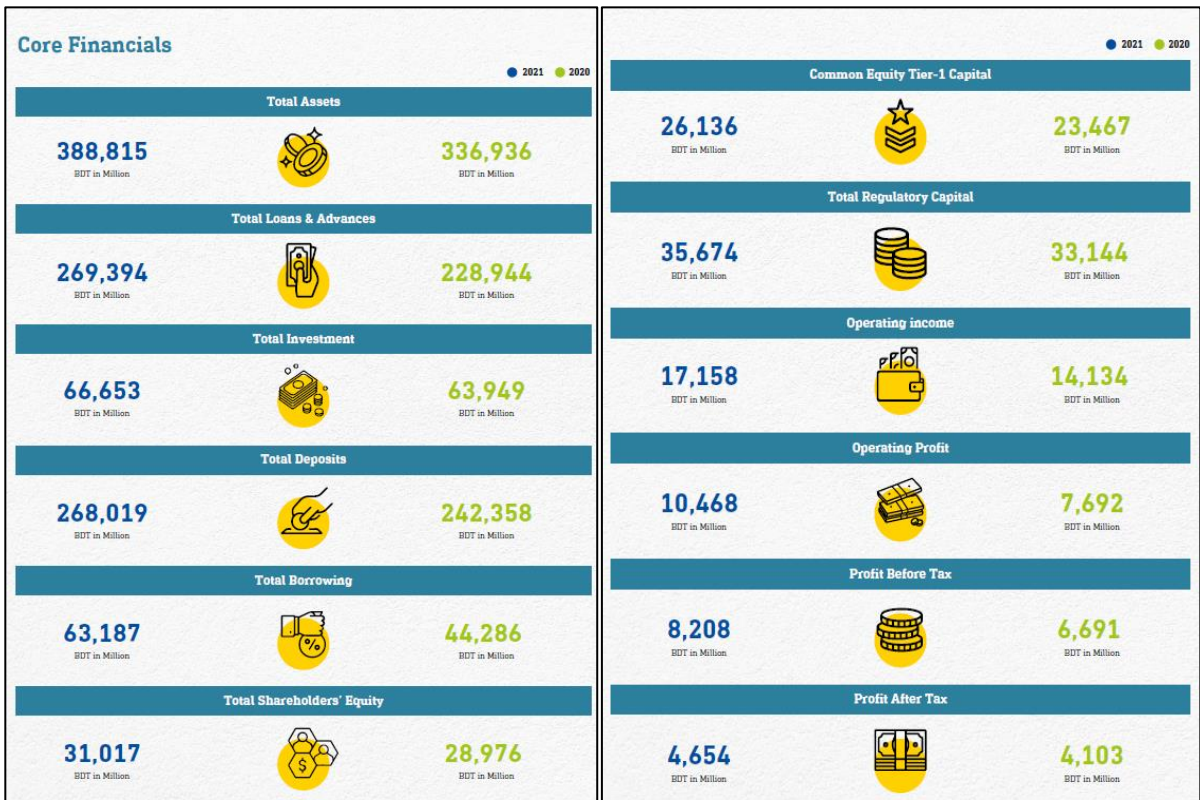 Core Financials
2021 2020
Total Assets
388,815 336,936
BDT in Million BDT in Million
Total Loans & Advances
269,394 228,944
BDT in Million BDT in Million
Total Investment
66,653 63,949
BDT in Million BDT in Million
Total Deposits
268,019 242,358
BDT in Million BDT in Million
Total Borrowing
% 
63,187 44,286
BDT in Million BDT in Million
Total Shareholders' Equity
$
31,017 28,976
BDT in Million BDT in Million
2021 2020
Common Equity Tier-1 Capital
26,136 23,467
BDT in Million BDT in Million
Total Regulatory Capital
35,674 33,144
BDT in Million BDT in Million
Operating income
17,158 14,134
BDT in Million BDT in Million
Operating Profit
10,468 7,692
BDT in Million BDT in Million
Profit Before Tax
8,208 6,691
BDT in Million BDT in Million
Profit After Tax
4,654 4,103
BDT in Million BDT in Million